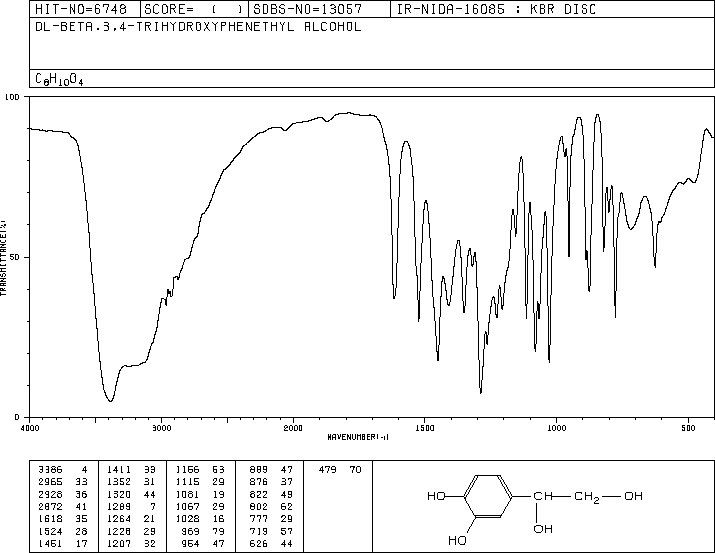 HIT-NO=6748 SCORE= ( ) SDBS-NO=13057 IR-NIDA-16085 : KBR DISC
DL-BETA,3,4-TRIHYDROXYPHENETHYL ALCOHOL
C8H10O4
100
50
0
TRANSMITTANCE(%)
4000 3000 2000 1500 1000 500
WAVENUMBER(-1)
3386 4 1411 33 1156 53 889 47 479 70
2965 33 1352 31 1115 29 876 37
2928 36 1320 44 1081 19 822 49
2872 41 1289 7 1067 29 802 62
1618 35 1264 21 1028 16 777 29
1524 28 1228 29 969 79 719 57
1451 17 1207 32 954 47 626 44
HO CH CH2 OH
OH
HO